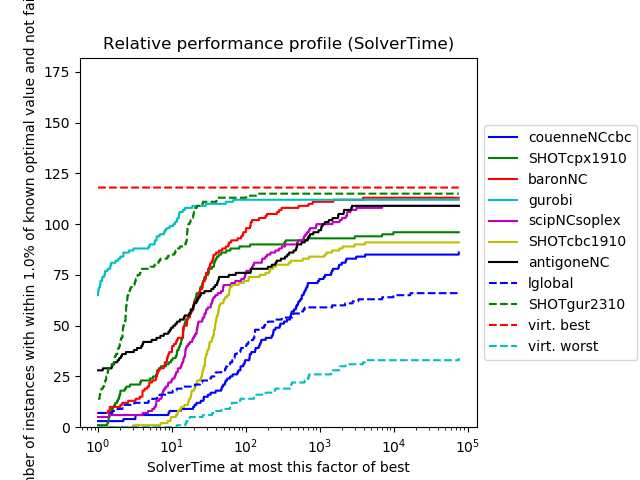 Relative performance profile (SolverTime)
of instances with within 1.0% of known optimal value and not
175
150
125
100
75
50
25
0
10^0
10^1
10^2
10^3
10^4
10^5
SolverTime at most this factor of best
couenneNCcbc
SHOTcpx1910
baronNC
gurobi
scipNCsoplex
SHOTcbc1910
antigoneNC
lglobal
SHOTgur2310
virt. best
virt. worst